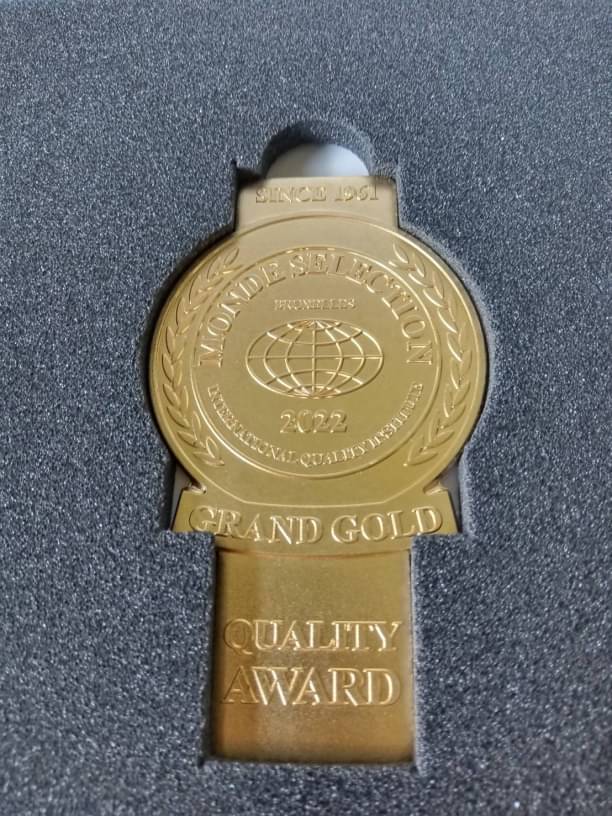 SINCE 1961
MONDE SELECTION
BRUXELLES
2022
INTERNATIONAL QUALITY INSTITUTE
GRAND GOLD
QUALITY
AWARD